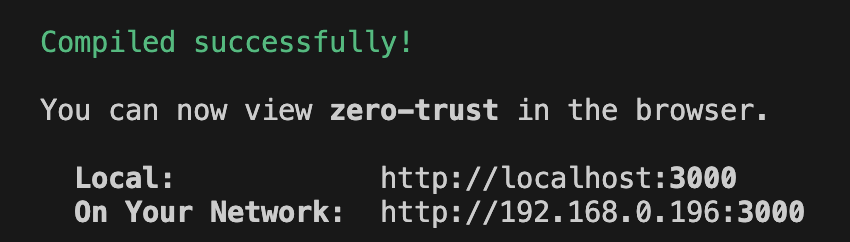 Compiled successfully!
You can now view zero-trust in the browser.
Local: http://localhost:3000
On Your Network: http://192.168.0.196:3000